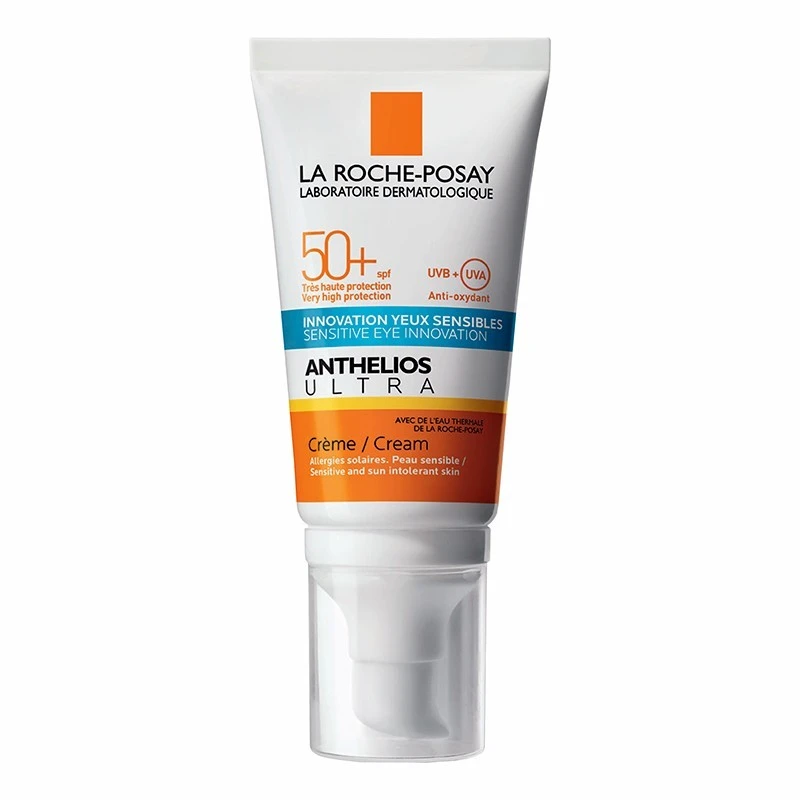 LA ROCHE-POSAY
LABORATOIRE DERMATOLOGIQUE
50+ spf
Très haute protection
Very high protection
UVB + UVA
Anti-oxydant
INNOVATION YEUX SENSIBLES
SENSITIVE EYE INNOVATION
ANTHELIOS
ULTRA
AVEC DE L'EAU THERMALE
DE LA ROCHE-POSAY
Crème / Cream
Allergies solaires. Peau sensible /
Sensitive and sun intolerant skin